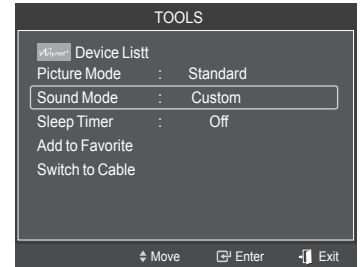 TOOLS
Anynet+ Device Listt
Picture Mode : Standard
Sound Mode : Custom
Sleep Timer : Off
Add to Favorite
Switch to Cable
Move Enter Exit